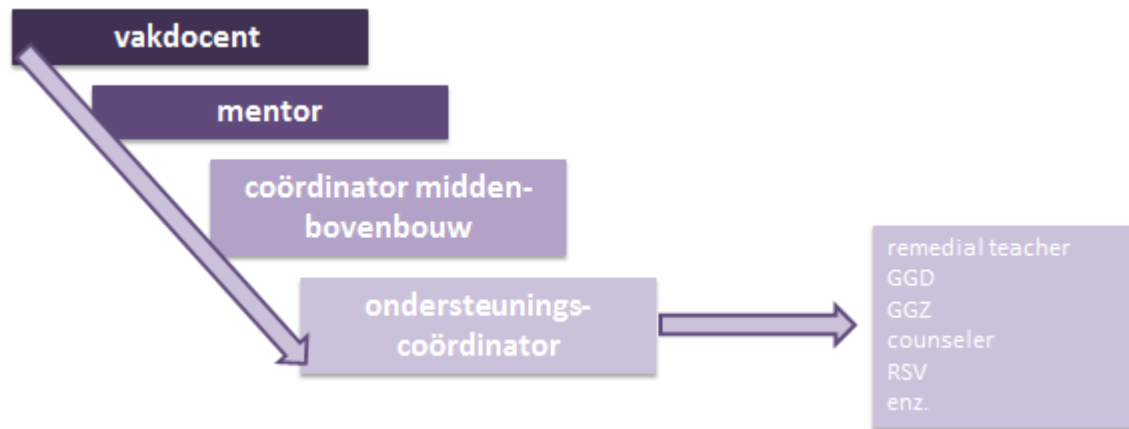 vakdocent
mentor
coördinator midden-
bovenbouw
ondersteunings-
coördinator
remedial teacher
GGD
GGZ
counseler
RSV
enz.